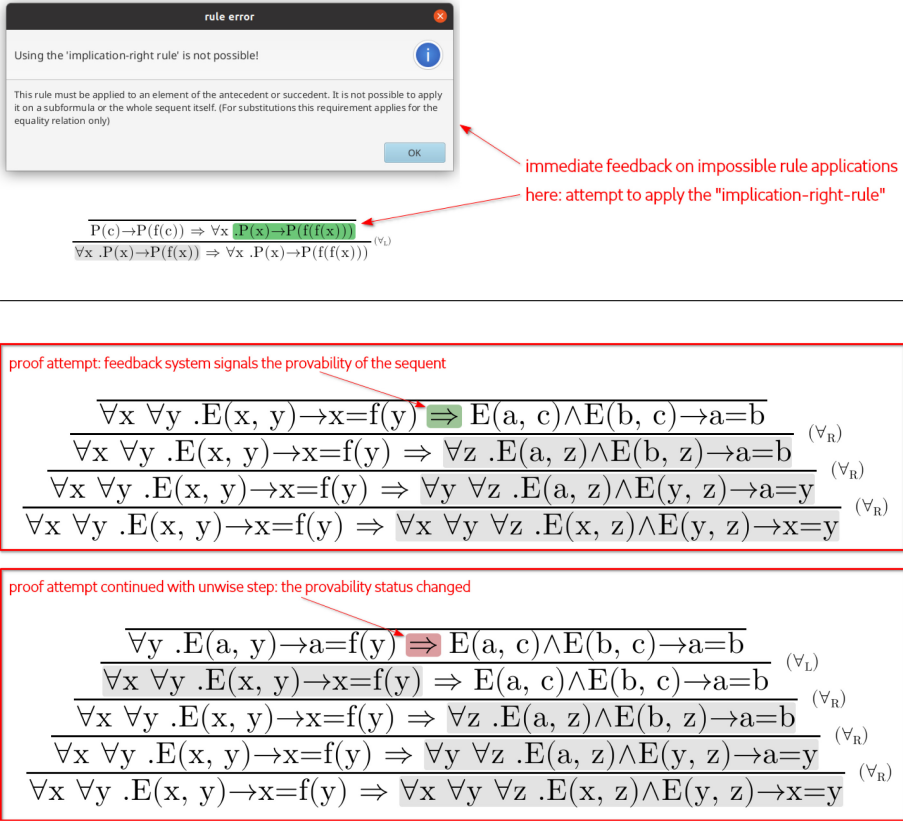 rule error
Using the 'implication-right rule' is not possible!
i
This rule must be applied to an element of the antecedent or succedent. It is not possible to apply
it on a subformula or the whole sequent itself. (For substitutions this requirement applies for the
equality relation only)
OK
immediate feedback on impossible rule applications
here: attempt to apply the "implication-right-rule"
P(c)→P(f(c)) ⇒ ∀x .P(x)→P(f(f(x)))
(∀L)
∀x .P(x)→P(f(x)) ⇒ ∀x .P(x)→P(f(f(x)))
proof attempt: feedback system signals the provability of the sequent
∀x ∀y .E(x, y)→x=f(y) ⇒ E(a, c)∧E(b, c)→a=b
(∀R)
∀x ∀y .E(x, y)→x=f(y) ⇒ ∀z .E(a, z)∧E(b, z)→a=b
(∀R)
∀x ∀y .E(x, y)→x=f(y) ⇒ ∀y ∀z .E(a, z)∧E(y, z)→a=y
(∀R)
∀x ∀y .E(x, y)→x=f(y) ⇒ ∀x ∀y ∀z .E(x, z)∧E(y, z)→x=y
proof attempt continued with unwise step: the provability status changed
∀y .E(a, y)→a=f(y) ⇒ E(a, c)∧E(b, c)→a=b
(∀L)
∀x ∀y .E(x, y)→x=f(y) ⇒ E(a, c)∧E(b, c)→a=b
(∀R)
∀x ∀y .E(x, y)→x=f(y) ⇒ ∀z .E(a, z)∧E(b, z)→a=b
(∀R)
∀x ∀y .E(x, y)→x=f(y) ⇒ ∀y ∀z .E(a, z)∧E(y, z)→a=y
(∀R)
∀x ∀y .E(x, y)→x=f(y) ⇒ ∀x ∀y ∀z .E(x, z)∧E(y, z)→x=y